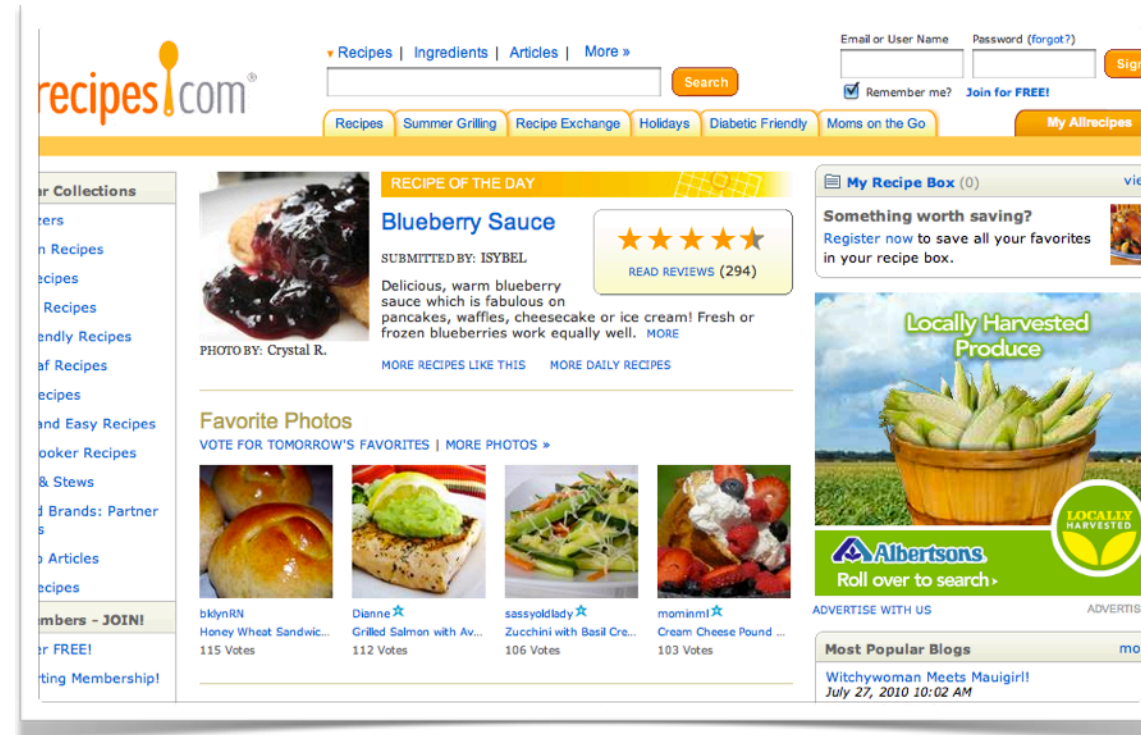 recipes com®
Recipes | Ingredients | Articles | More »
Search
Email or User Name Password (forgot?)
Sign
Remember me? Join for FREE!
Recipes Summer Grilling Recipe Exchange Holidays Diabetic Friendly Moms on the Go My Allrecipes
ar Collections
zers
n Recipes
ecipes
Recipes
endly Recipes
af Recipes
ecipes
and Easy Recipes
ooker Recipes
& Stews
d Brands: Partner
s
o Articles
ecipes
embers - JOIN!
er FREE!
rting Membership!
PHOTO BY: Crystal R.
RECIPE OF THE DAY
Blueberry Sauce
SUBMITTED BY: ISYBEL
READ REVIEWS (294)
Delicious, warm blueberry
sauce which is fabulous on
pancakes, waffles, cheesecake or ice cream! Fresh or
frozen blueberries work equally well. MORE
MORE RECIPES LIKE THIS MORE DAILY RECIPES
Favorite Photos
VOTE FOR TOMORROW'S FAVORITES | MORE PHOTOS »
bklynRN
Honey Wheat Sandwic...
115 Votes
Dianne
Grilled Salmon with Av...
112 Votes
sassyoldlady
Zucchini with Basil Cre...
106 Votes
mominml
Cream Cheese Pound ...
103 Votes
My Recipe Box (0) vie
Something worth saving?
Register now to save all your favorites
in your recipe box.
Locally Harvested
Produce
LOCALLY
HARVESTED
Albertsons
Roll over to search ›
ADVERTISE WITH US ADVERTIS
Most Popular Blogs mo
Witchywoman Meets Mauigirl!
July 27, 2010 10:02 AM